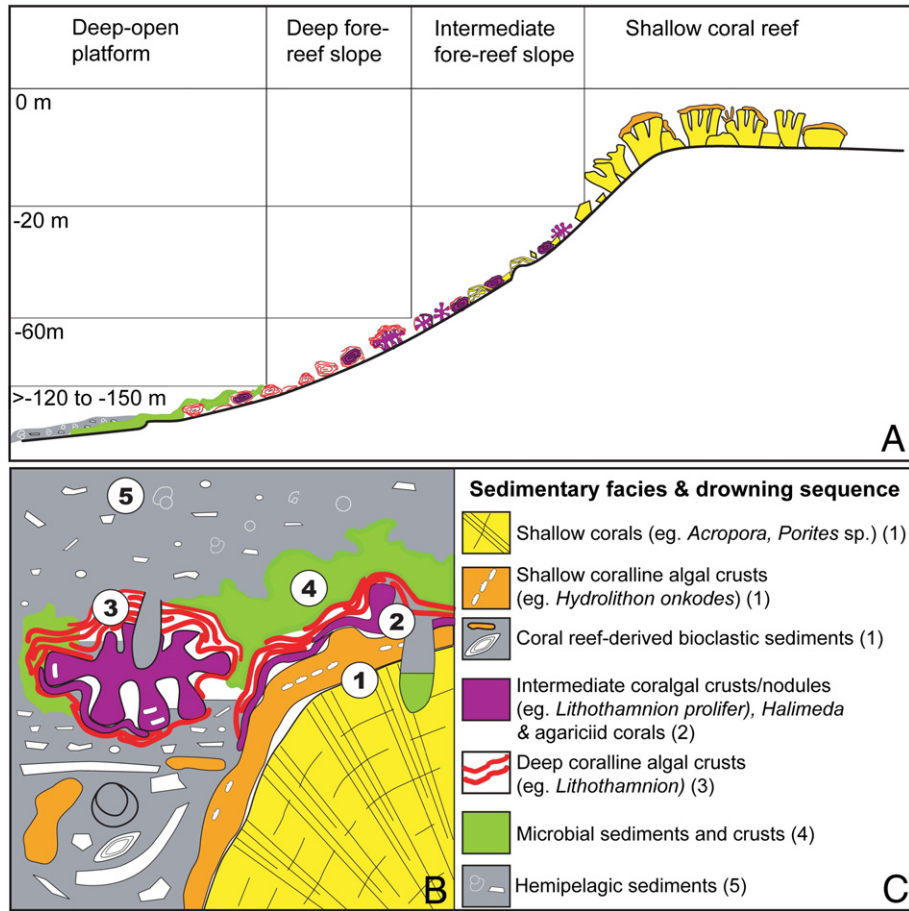 Deep-open
platform
Deep fore-
reef slope
Intermediate
fore-reef slope
Shallow coral reef
0 m
-20 m
-60m
>-120 to -150 m
A
5
4
3
2
1
B
Sedimentary facies & drowning sequence
Shallow corals (eg. Acropora, Porites sp.) (1)
Shallow coralline algal crusts
(eg. Hydrolithon onkodes) (1)
Coral reef-derived bioclastic sediments (1)
Intermediate coralgal crusts/nodules
(eg. Lithothamnion prolifer), Halimeda
& agariciid corals (2)
Deep coralline algal crusts
(eg. Lithothamnion) (3)
Microbial sediments and crusts (4)
Hemipelagic sediments (5)
C